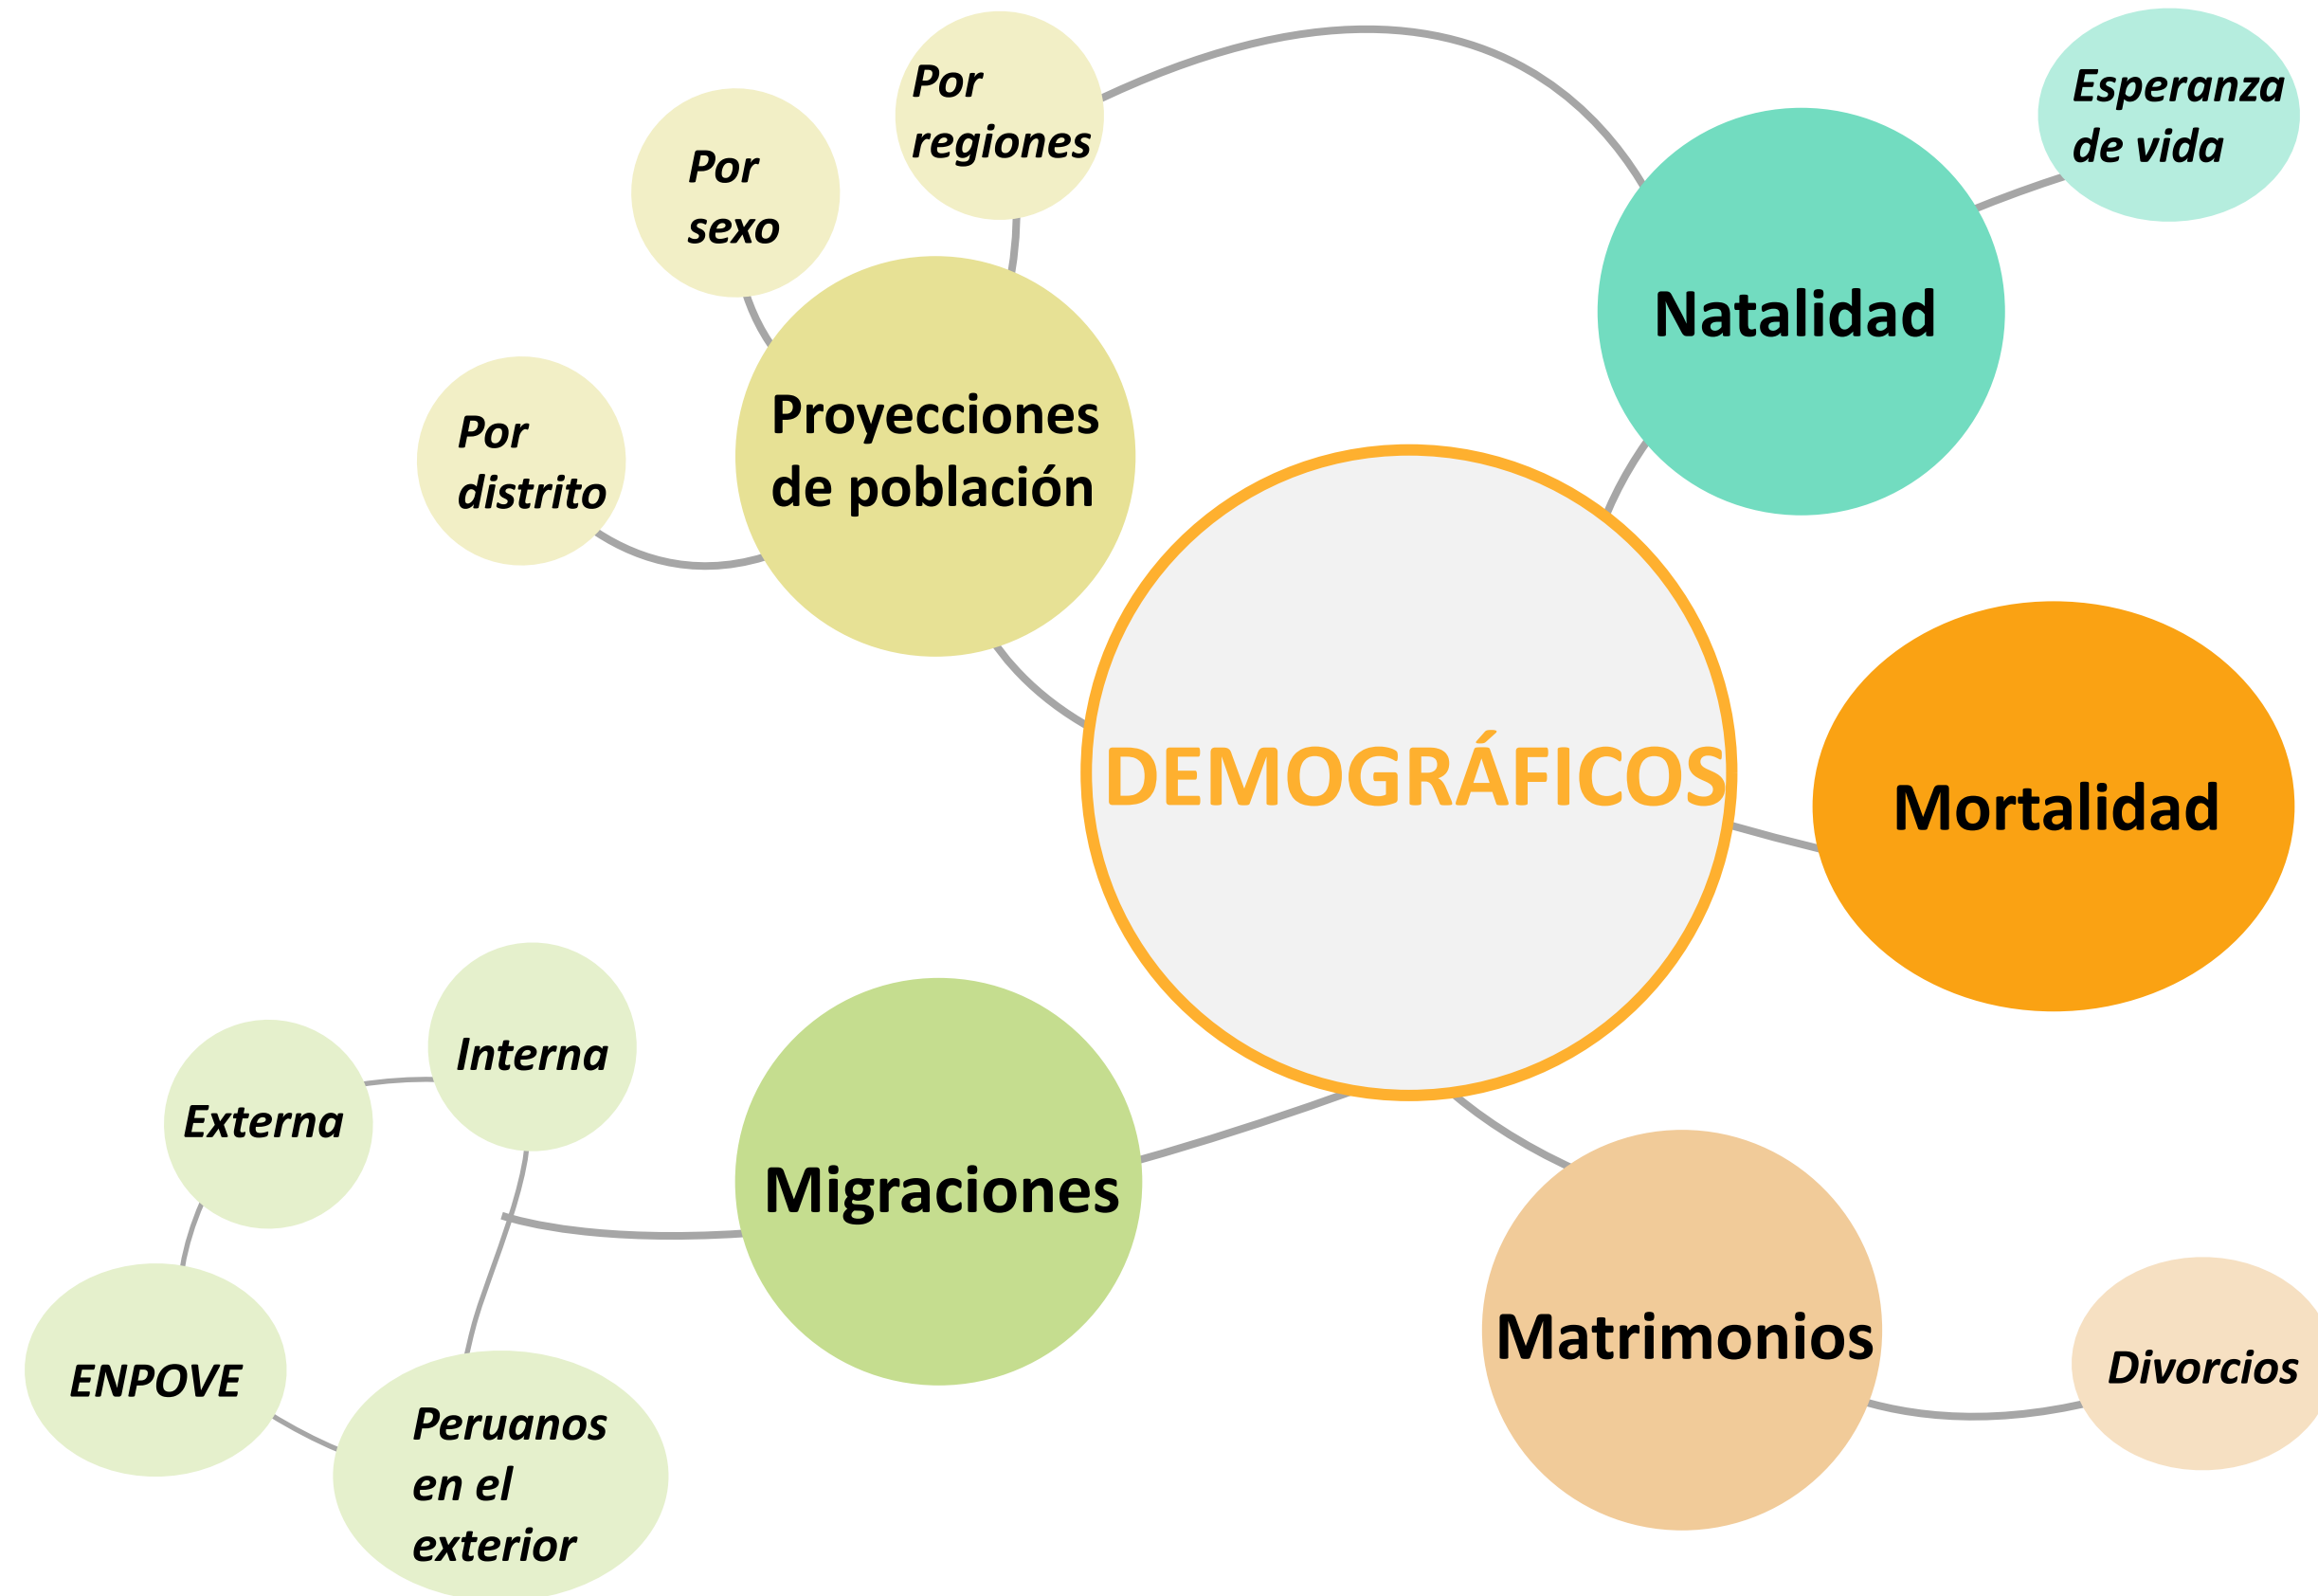 Por
regiones
Esperanza
de vida
Por
sexo
Natalidad
Proyecciones
de población
Por
distrito
DEMOGRÁFICOS
Mortalidad
Interna
Externa
Migraciones
Matrimonios
Divorcios
ENPOVE
Peruanos
en el
exterior